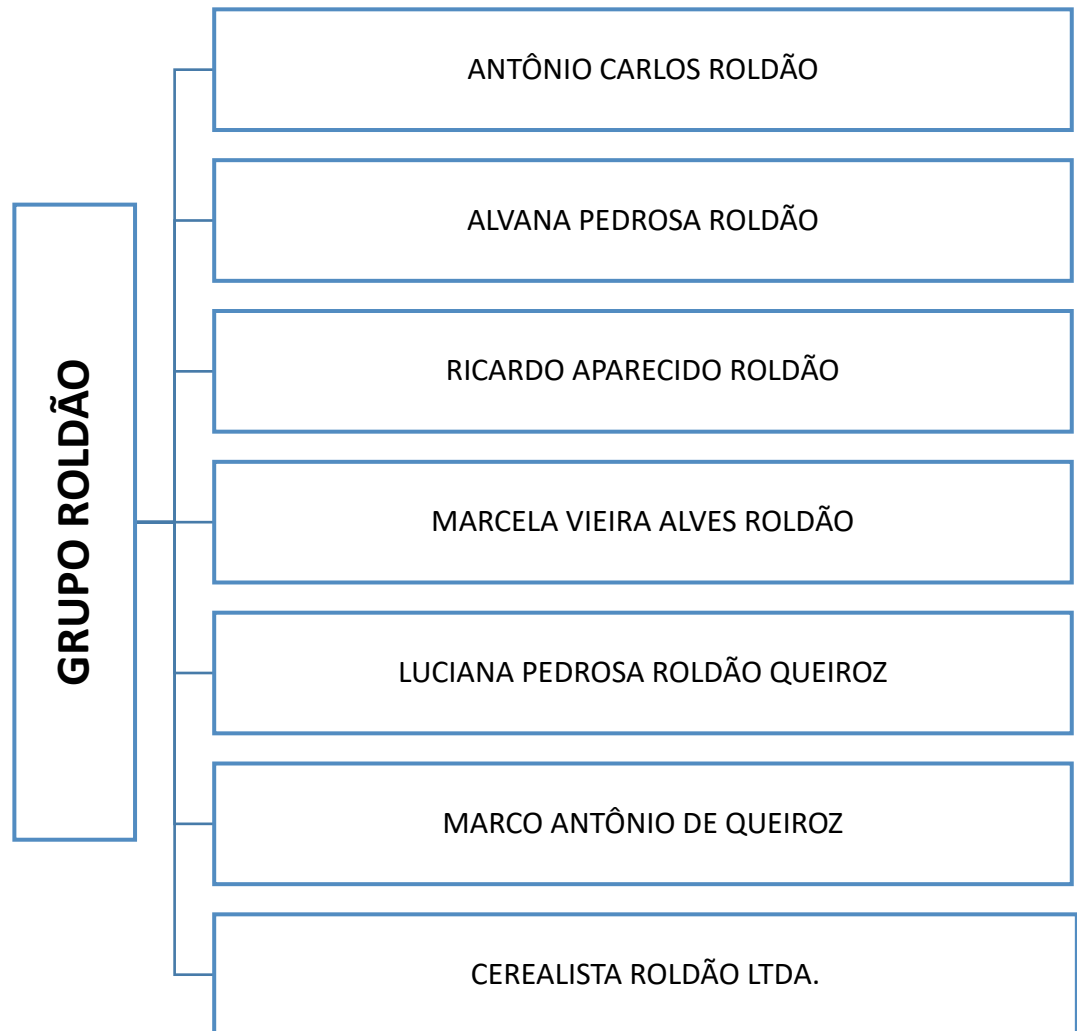 GRUPO ROLDÃO
ANTÔNIO CARLOS ROLDÃO
ALVANA PEDROSA ROLDÃO
RICARDO APARECIDO ROLDÃO
MARCELA VIEIRA ALVES ROLDÃO
LUCIANA PEDROSA ROLDÃO QUEIROZ
MARCO ANTÔNIO DE QUEIROZ
CEREALISTA ROLDÃO LTDA.